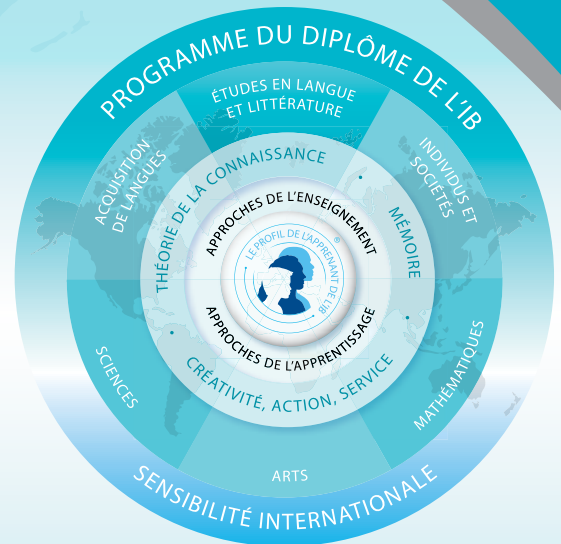 PROGRAMME DU DIPLÔME DE L'IB
ÉTUDES EN LANGUE
ET LITTÉRATURE
ACQUISITION
DE LANGUES
INDIVIDUS ET
SOCIÉTÉS
THÉORIE DE LA CONNAISSANCE
MÉMOIRE
APPROCHES DE L'ENSEIGNEMENT
LE PROFIL DE L'APPRENANT DE L'IB
®
APPROCHES DE L'APPRENTISSAGE
CRÉATIVITÉ, ACTION, SERVICE
SCIENCES
MATHÉMATIQUES
ARTS
SENSIBILITÉ INTERNATIONALE